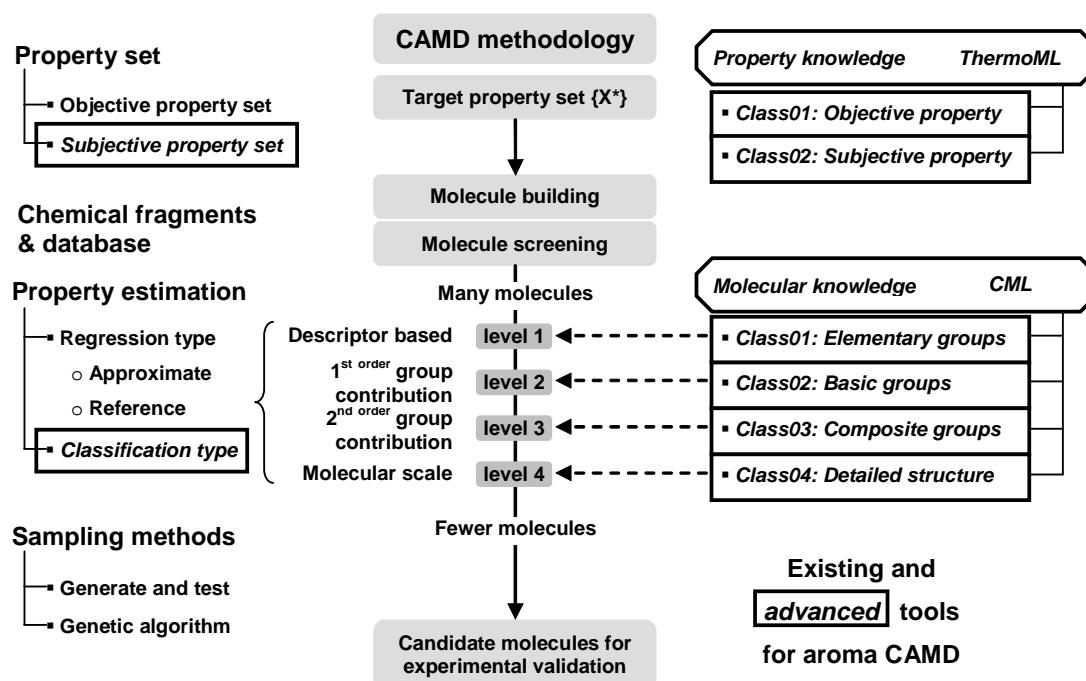 CAMD methodology
Target property set {X*}
Molecule building
Molecule screening
Many molecules
Descriptor based
level 1
1st order group
contribution
level 2
2nd order group
contribution
level 3
Molecular scale
level 4
Fewer molecules
Candidate molecules for
experimental validation
Property set
▪ Objective property set
▪ Subjective property set
Chemical fragments
& database
Property estimation
▪ Regression type
o Approximate
o Reference
▪ Classification type
Sampling methods
▪ Generate and test
▪ Genetic algorithm
Property knowledge ThermoML
▪ Class01: Objective property
▪ Class02: Subjective property
Molecular knowledge CML
▪ Class01: Elementary groups
▪ Class02: Basic groups
▪ Class03: Composite groups
▪ Class04: Detailed structure
Existing and
advanced tools
for aroma CAMD